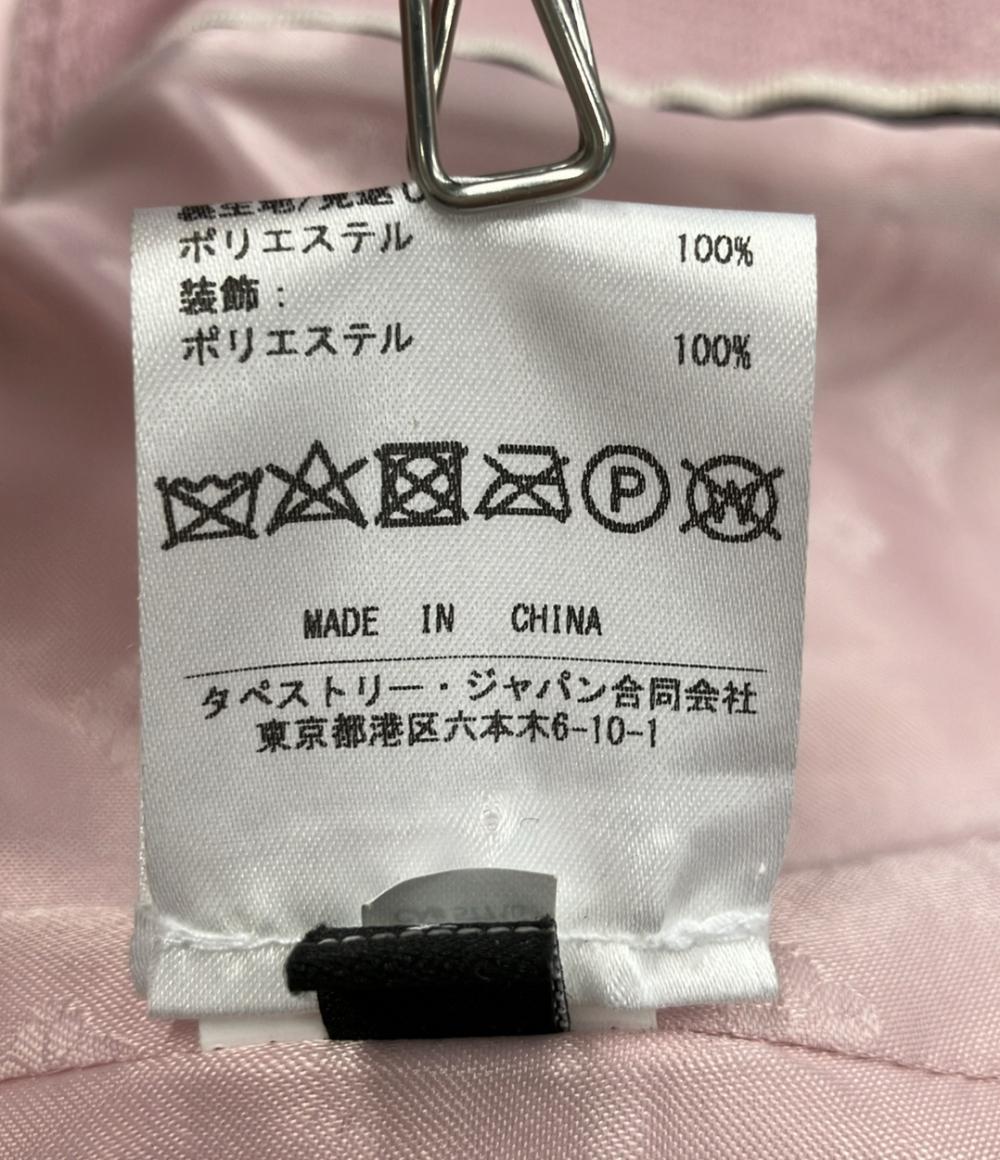 ポリエステル 100%
装飾:
ポリエステル 100%
P
W
MADE IN CHINA
タペストリー・ジャパン合同会社
東京都港区六本木6-10-1